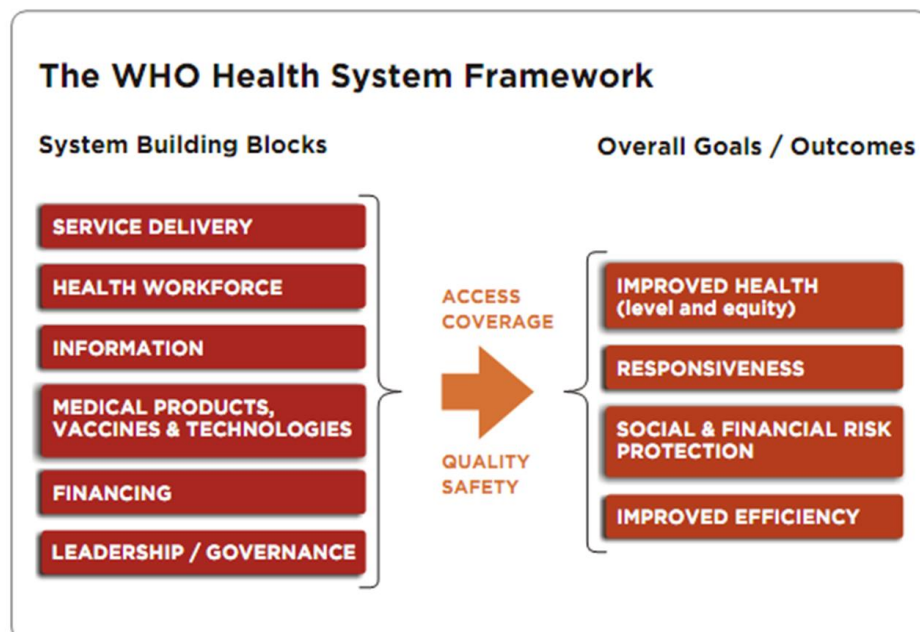 The WHO Health System Framework
System Building Blocks
Overall Goals / Outcomes
SERVICE DELIVERY
HEALTH WORKFORCE
INFORMATION
MEDICAL PRODUCTS,
VACCINES & TECHNOLOGIES
FINANCING
LEADERSHIP / GOVERNANCE
ACCESS
COVERAGE
QUALITY
SAFETY
IMPROVED HEALTH
(level and equity)
RESPONSIVENESS
SOCIAL & FINANCIAL RISK
PROTECTION
IMPROVED EFFICIENCY